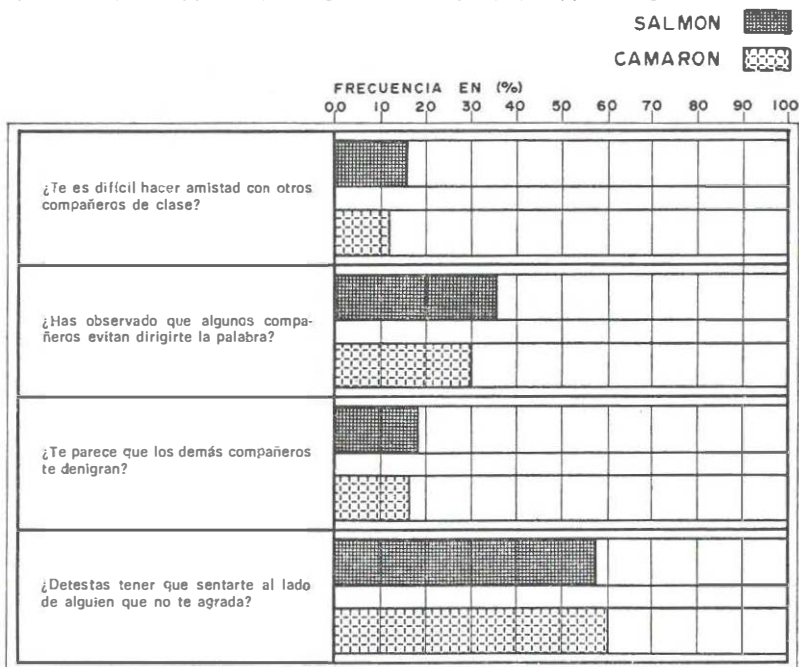 SALMON
CAMARON
FRECUENCIA EN (%)
0,0 10 20 30 40 50 60 70 80 90 100
¿Te es difícil hacer amistad con otros
compañeros de clase?
¿Has observado que algunos compa-
ñeros evitan dirigirte la palabra?
¿Te parece que los demás compañeros
te denigran?
¿Detestas tener que sentarte al lado
de alguien que no te agrada?